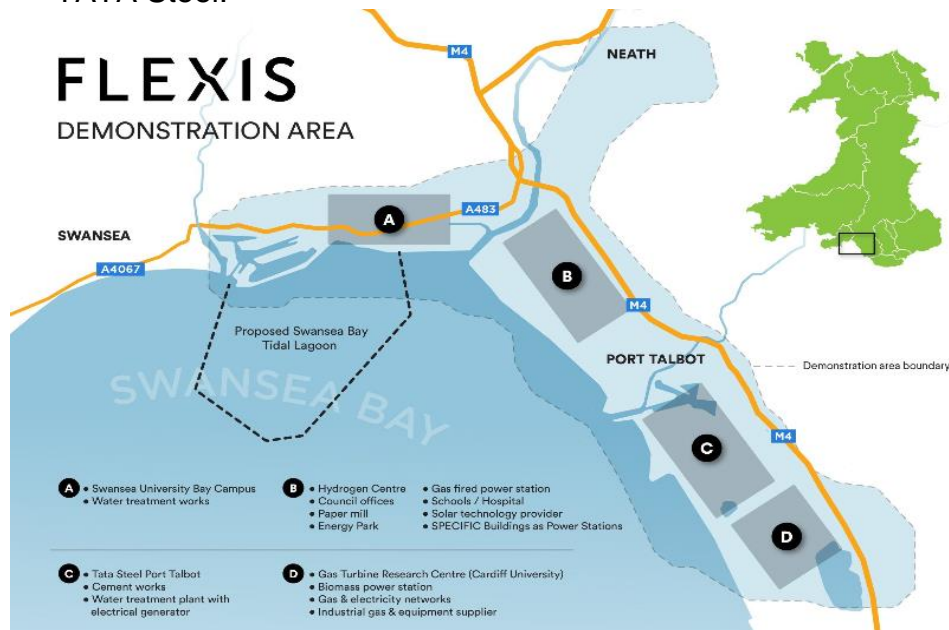 TATA Steel.
FLEXIS
DEMONSTRATION AREA
M4
NEATH
A483
A
SWANSEA
A4067
B
M4
Proposed Swansea Bay
Tidal Lagoon
PORT TALBOT
Demonstration area boundary
SWANSEA BAY
M4
C
D
A
• Swansea University Bay Campus
• Water treatment works
B
• Hydrogen Centre
• Council offices
• Paper mill
• Energy Park
• Gas fired power station
• Schools / Hospital
• Solar technology provider
• SPECIFIC Buildings as Power Stations
C
• Tata Steel Port Talbot
• Cement works
• Water treatment plant with
electrical generator
D
• Gas Turbine Research Centre (Cardiff University)
• Biomass power station
• Gas & electricity networks
• Industrial gas & equipment supplier